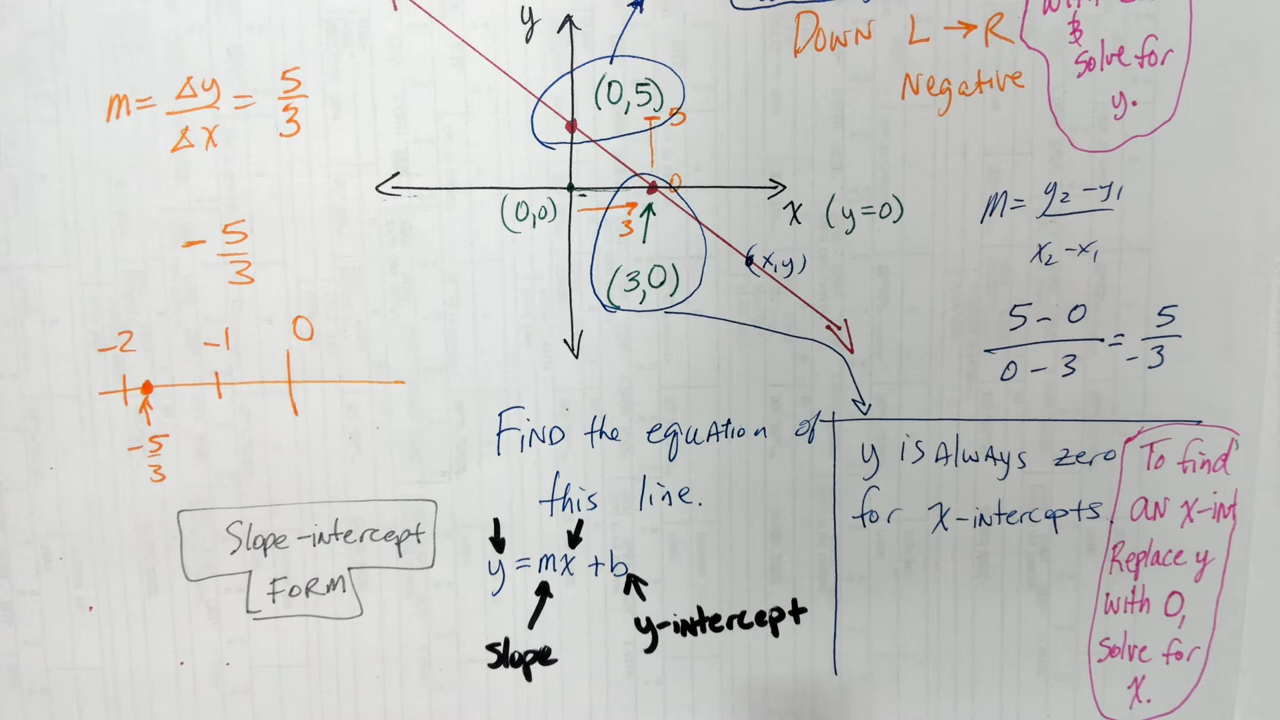 y
DOWN L → R
Negative
$
Solve for
y.
m = Δy/Δx = 5/3
(0,5)
5
0
(0,0)
3
(3,0)
x (y=0)
(x,y)
m = y₂ - y₁
x₂ - x₁
- 5/3
5 - 0
0 - 3
= 5/-3
-2 -1 0
-5/3
FIND the equation of
this line.
y = mx + b
slope
y-intercept
Slope-intercept
FORM
y is Always zero
for x-intercepts.
To find
an x-int
Replace y
with 0,
solve for
x.